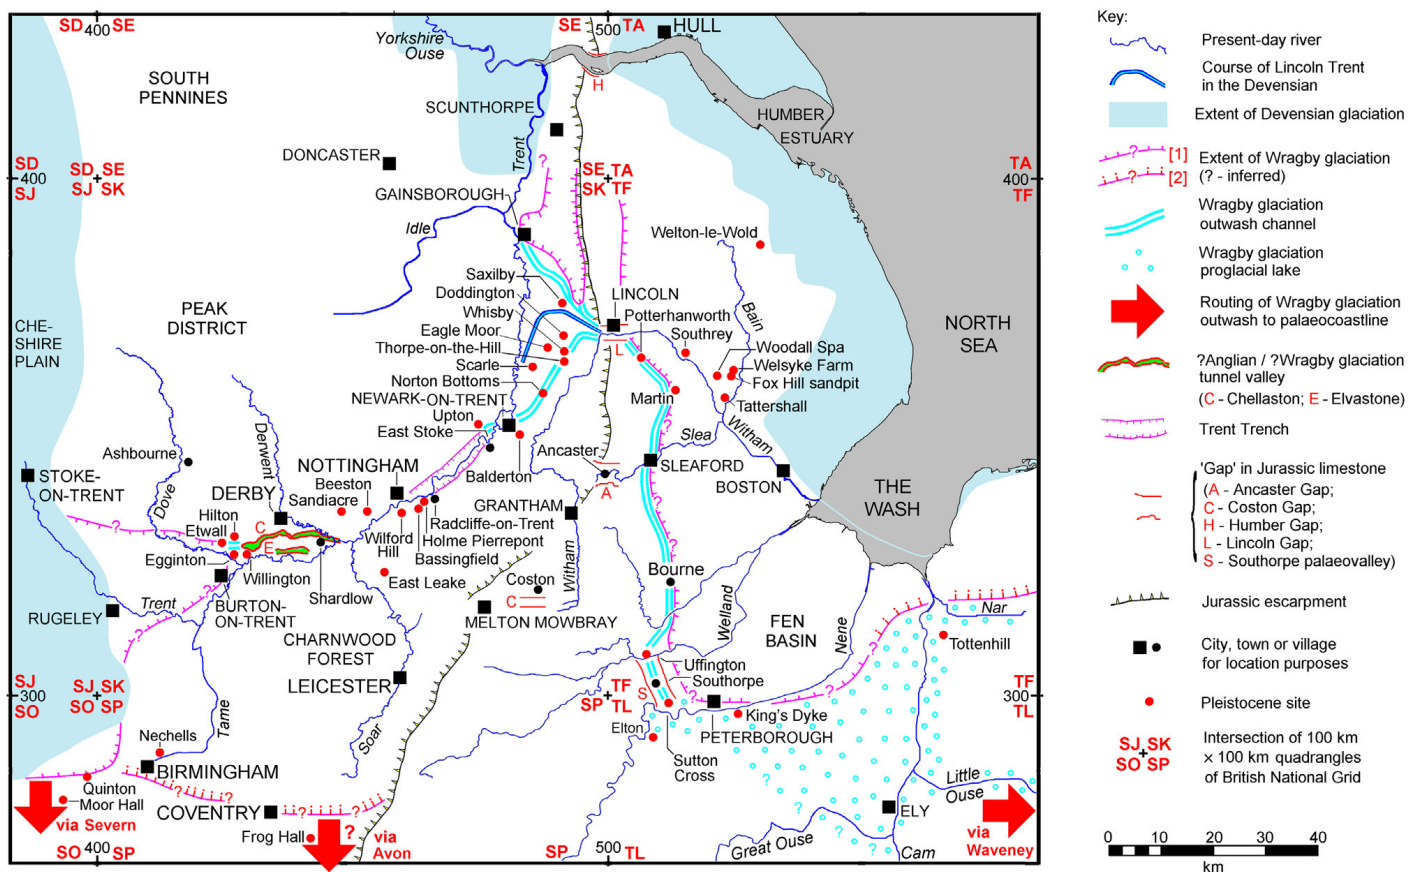 SD
400
SE
SE
500
TA
HULL
Yorkshire
Ouse
SOUTH
PENNINES
SCUNTHORPE
H
HUMBER
ESTUARY
DONCASTER
Trent
?
SD
SJ
400
SD SE
SJ SK
SE TA
SK TF
TA
400
TF
GAINSBOROUGH
Idle
Welton-le-Wold
Saxilby
Doddington
Whisby
Eagle Moor
Thorpe-on-the-Hill
Scarle
Norton Bottoms
NEWARK-ON-TRENT
Upton
East Stoke
LINCOLN
Potterhanworth
Southrey
Bain
L
Woodall Spa
Welsyke Farm
Fox Hill sandpit
Tattershall
Martin
PEAK
DISTRICT
CHE-
SHIRE
PLAIN
NORTH
SEA
Slea
Witham
Ashbourne
Derwent
Dove
STOKE-
ON-TRENT
NOTTINGHAM
Beeston
Sandiacre
DERBY
Hilton
Etwall
C
E
Egginton
Willington
Shardlow
Balderton
Ancaster
A
SLEAFORD
BOSTON
THE
WASH
GRANTHAM
Radcliffe-on-Trent
Holme Pierrepont
Bassingfield
Wilford
Hill
East Leake
?
?
?
Trent
BURTON-
ON-TRENT
RUGELEY
Coston
C
Witham
MELTON MOWBRAY
Bourne
Welland
FEN
BASIN
Nene
Nar
Tottenhill
CHARNWOOD
FOREST
LEICESTER
?
?
?
?
?
Uffington
Southorpe
S
SJ
300
SO
SJ SK
SO SP
TF
SP TL
TF
300
TL
King's Dyke
PETERBOROUGH
Elton
Sutton
Cross
Tame
Soar
Nechells
BIRMINGHAM
Quinton
Moor Hall
via Severn
COVENTRY
Frog Hall
?
?
?
via
Avon
?
?
?
?
Little
Ouse
ELY
via
Waveney
Great Ouse
Cam
SO
400
SP
SP
500
TL
Key:
Present-day river
Course of Lincoln Trent
in the Devensian
Extent of Devensian glaciation
? [1]
? [2]
Extent of Wragby glaciation
(? - inferred)
Wragby glaciation
outwash channel
Wragby glaciation
proglacial lake
Routing of Wragby glaciation
outwash to palaeocoastline
?Anglian / ?Wragby glaciation
tunnel valley
(C - Chellaston; E - Elvastone)
Trent Trench
'Gap' in Jurassic limestone
(A - Ancaster Gap;
C - Coston Gap;
H - Humber Gap;
L - Lincoln Gap;
S - Southorpe palaeovalley)
Jurassic escarpment
City, town or village
for location purposes
Pleistocene site
SJ SK
SO SP
Intersection of 100 km
× 100 km quadrangles
of British National Grid
0 10 20 30 40
km